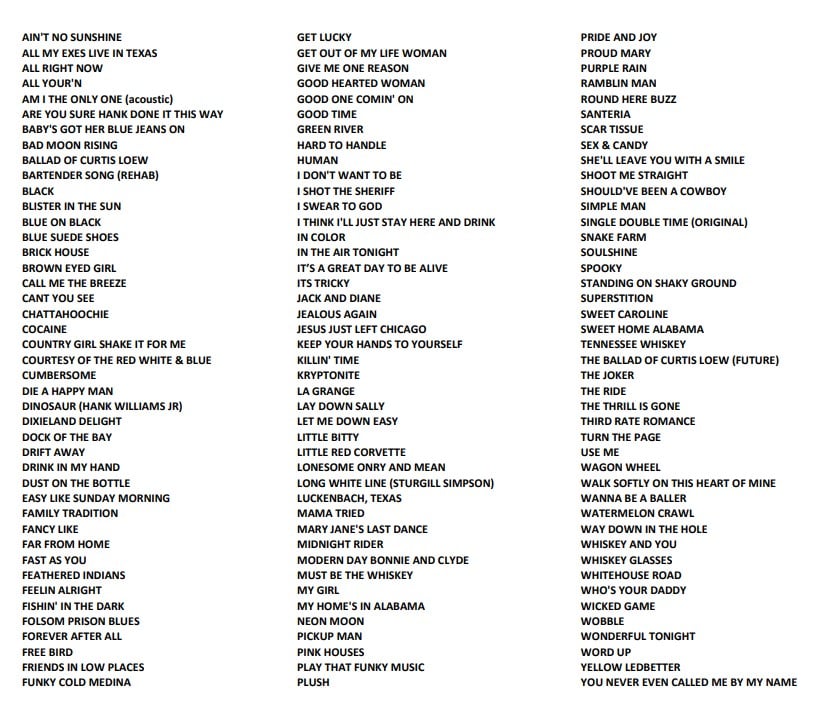 AIN'T NO SUNSHINE
ALL MY EXES LIVE IN TEXAS
ALL RIGHT NOW
ALL YOUR'N
AM I THE ONLY ONE (acoustic)
ARE YOU SURE HANK DONE IT THIS WAY
BABY'S GOT HER BLUE JEANS ON
BAD MOON RISING
BALLAD OF CURTIS LOEW
BARTENDER SONG (REHAB)
BLACK
BLISTER IN THE SUN
BLUE ON BLACK
BLUE SUEDE SHOES
BRICK HOUSE
BROWN EYED GIRL
CALL ME THE BREEZE
CANT YOU SEE
CHATTAHOOCHIE
COCAINE
COUNTRY GIRL SHAKE IT FOR ME
COURTESY OF THE RED WHITE & BLUE
CUMBERSOME
DIE A HAPPY MAN
DINOSAUR (HANK WILLIAMS JR)
DIXIELAND DELIGHT
DOCK OF THE BAY
DRIFT AWAY
DRINK IN MY HAND
DUST ON THE BOTTLE
EASY LIKE SUNDAY MORNING
FAMILY TRADITION
FANCY LIKE
FAR FROM HOME
FAST AS YOU
FEATHERED INDIANS
FEELIN ALRIGHT
FISHIN' IN THE DARK
FOLSOM PRISON BLUES
FOREVER AFTER ALL
FREE BIRD
FRIENDS IN LOW PLACES
FUNKY COLD MEDINA
GET LUCKY
GET OUT OF MY LIFE WOMAN
GIVE ME ONE REASON
GOOD HEARTED WOMAN
GOOD ONE COMIN' ON
GOOD TIME
GREEN RIVER
HARD TO HANDLE
HUMAN
I DON'T WANT TO BE
I SHOT THE SHERIFF
I SWEAR TO GOD
I THINK I'LL JUST STAY HERE AND DRINK
IN COLOR
IN THE AIR TONIGHT
IT'S A GREAT DAY TO BE ALIVE
ITS TRICKY
JACK AND DIANE
JEALOUS AGAIN
JESUS JUST LEFT CHICAGO
KEEP YOUR HANDS TO YOURSELF
KILLIN' TIME
KRYPTONITE
LA GRANGE
LAY DOWN SALLY
LET ME DOWN EASY
LITTLE BITTY
LITTLE RED CORVETTE
LONESOME ONRY AND MEAN
LONG WHITE LINE (STURGILL SIMPSON)
LUCKENBACH, TEXAS
MAMA TRIED
MARY JANE'S LAST DANCE
MIDNIGHT RIDER
MODERN DAY BONNIE AND CLYDE
MUST BE THE WHISKEY
MY GIRL
MY HOME'S IN ALABAMA
NEON MOON
PICKUP MAN
PINK HOUSES
PLAY THAT FUNKY MUSIC
PLUSH
PRIDE AND JOY
PROUD MARY
PURPLE RAIN
RAMBLIN MAN
ROUND HERE BUZZ
SANTERIA
SCAR TISSUE
SEX & CANDY
SHE'LL LEAVE YOU WITH A SMILE
SHOOT ME STRAIGHT
SHOULD'VE BEEN A COWBOY
SIMPLE MAN
SINGLE DOUBLE TIME (ORIGINAL)
SNAKE FARM
SOULSHINE
SPOOKY
STANDING ON SHAKY GROUND
SUPERSTITION
SWEET CAROLINE
SWEET HOME ALABAMA
TENNESSEE WHISKEY
THE BALLAD OF CURTIS LOEW (FUTURE)
THE JOKER
THE RIDE
THE THRILL IS GONE
THIRD RATE ROMANCE
TURN THE PAGE
USE ME
WAGON WHEEL
WALK SOFTLY ON THIS HEART OF MINE
WANNA BE A BALLER
WATERMELON CRAWL
WAY DOWN IN THE HOLE
WHISKEY AND YOU
WHISKEY GLASSES
WHITEHOUSE ROAD
WHO'S YOUR DADDY
WICKED GAME
WOBBLE
WONDERFUL TONIGHT
WORD UP
YELLOW LEDBETTER
YOU NEVER EVEN CALLED ME BY MY NAME